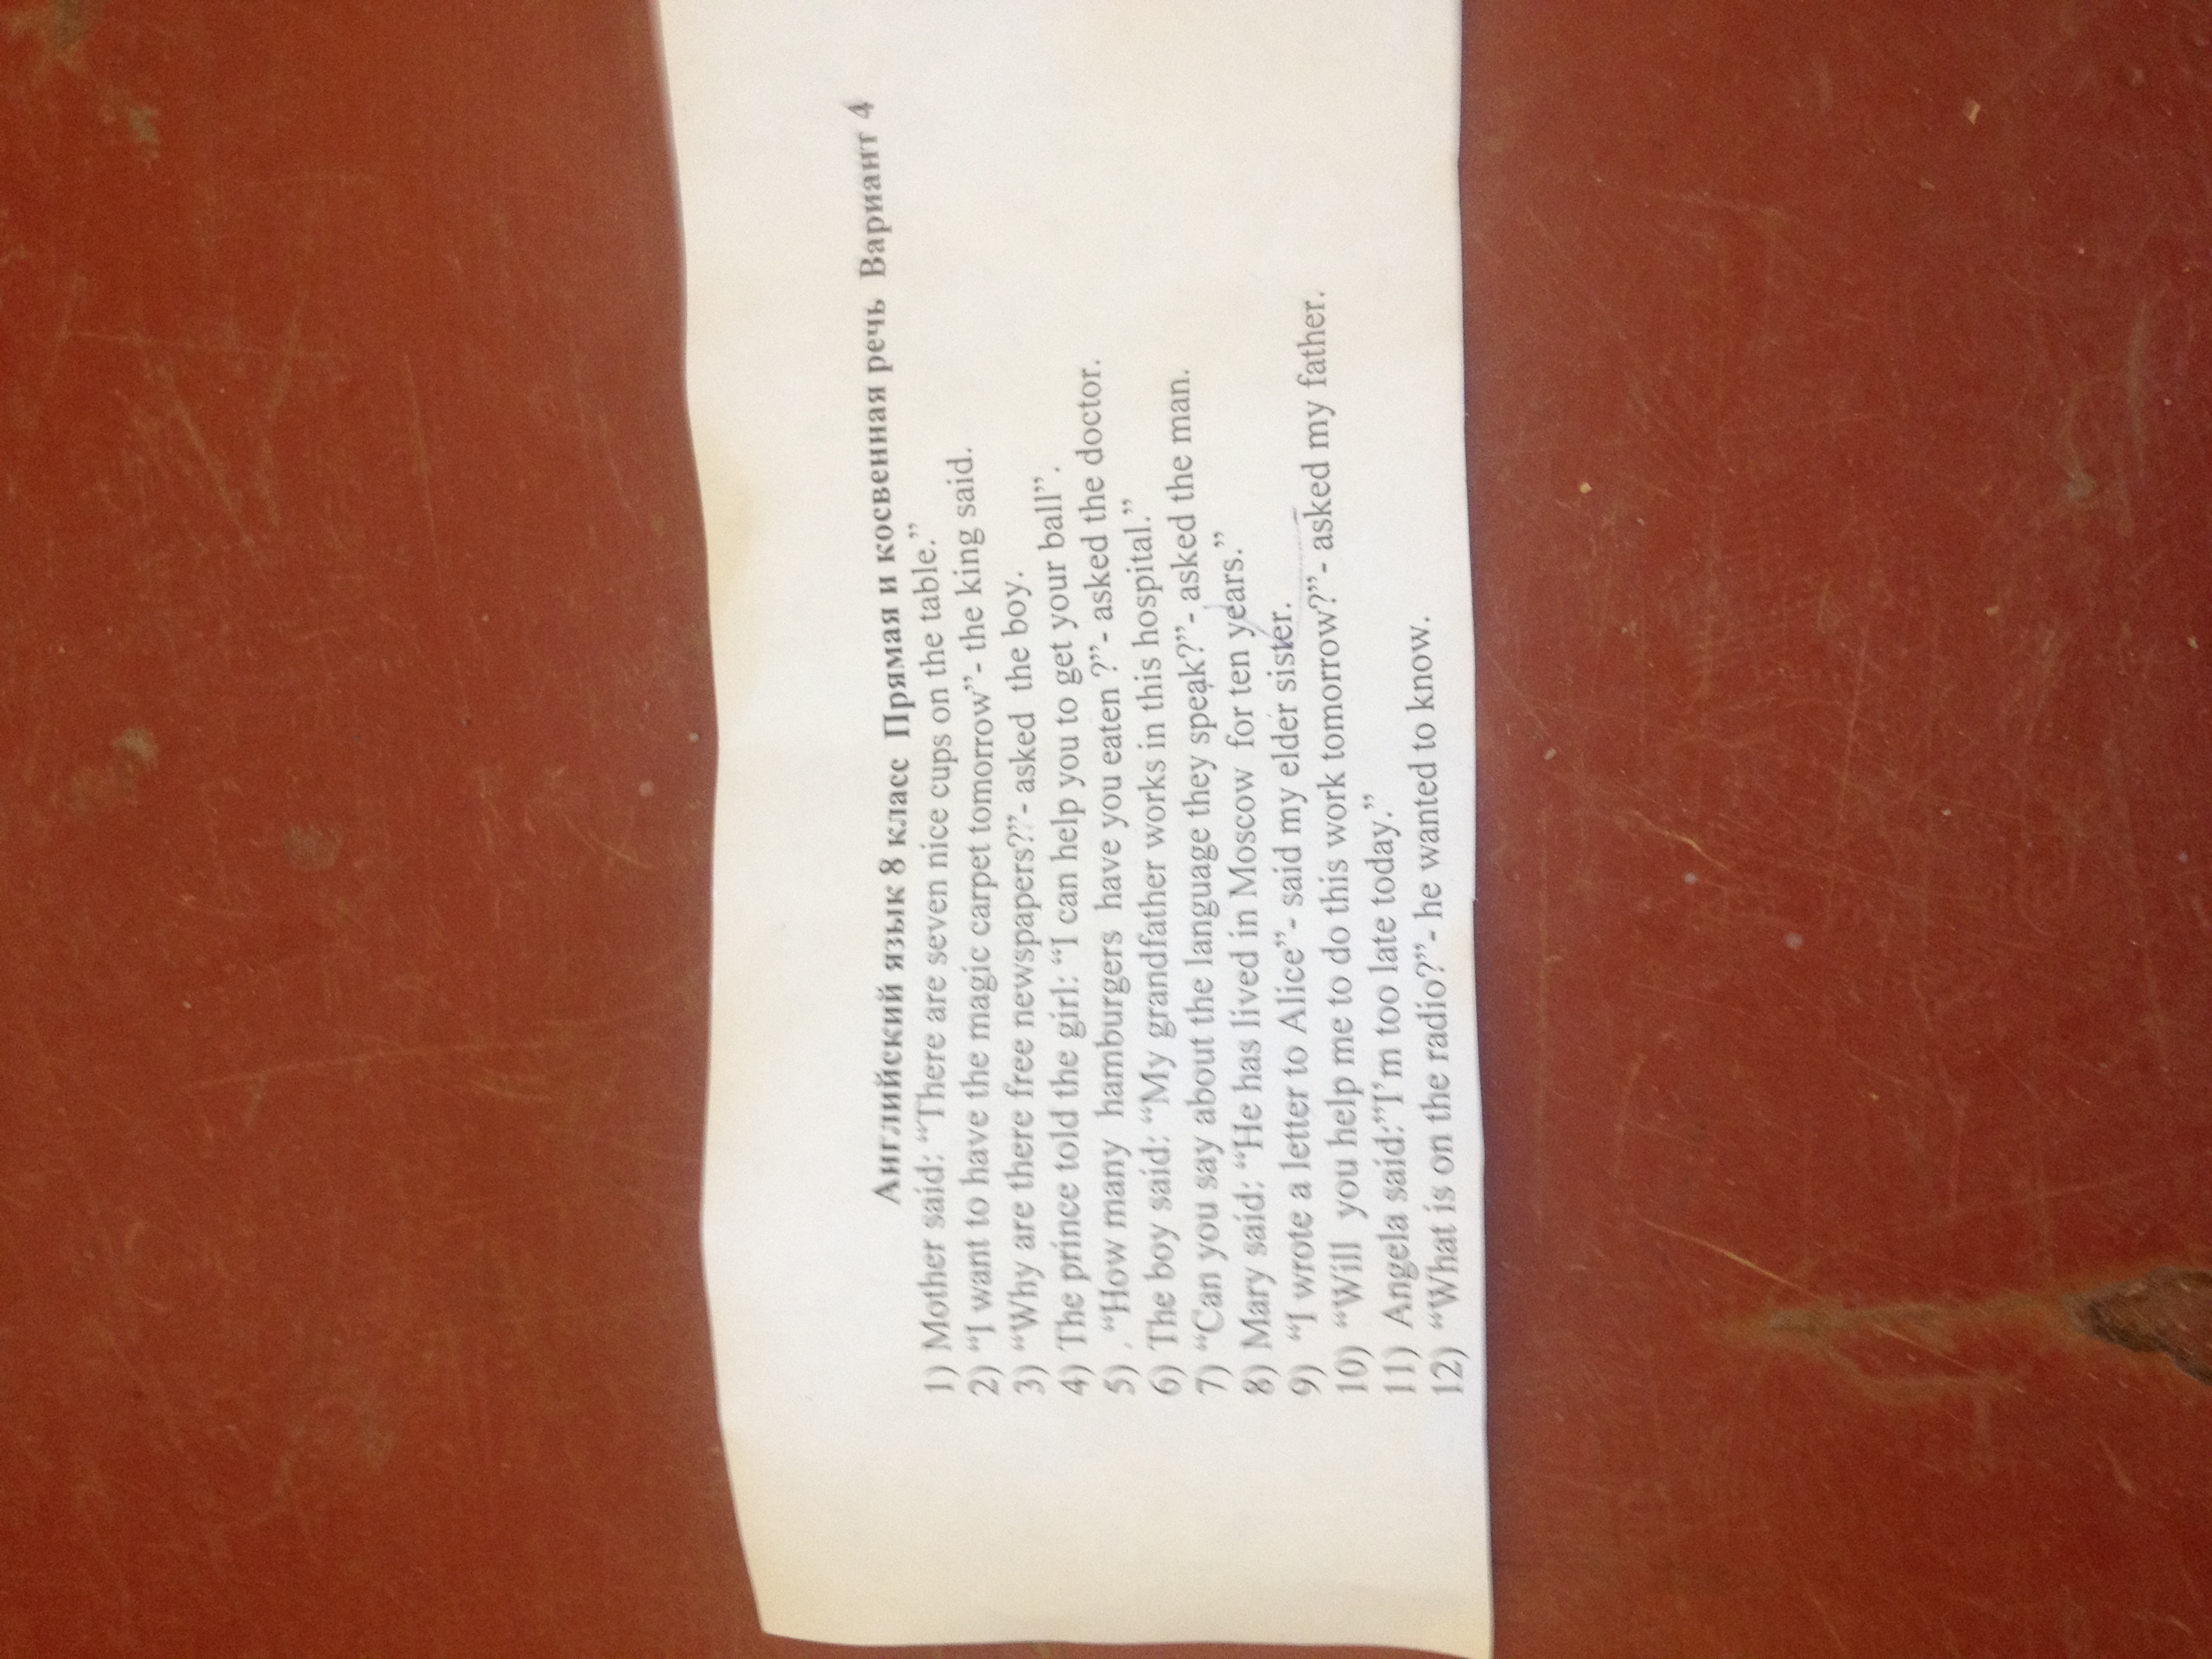 Английский язык 8 класс Прямая и косвенная речь Вариант 4
1) Mother said: “There are seven nice cups on the table.”
2) “I want to have the magic carpet tomorrow”- the king said.
3) “Why are there free newspapers?”- asked the boy.
4) The prince told the girl: “I can help you to get your ball”.
5) . “How many hamburgers have you eaten ?”- asked the doctor.
6) The boy said: “My grandfather works in this hospital.”
7) “Can you say about the language they speak?”- asked the man.
8) Mary said: “He has lived in Moscow for ten years.”
9) “I wrote a letter to Alice”- said my elder sister.
10) “Will you help me to do this work tomorrow?”- asked my father.
11) Angela said:”I’m too late today.”
12) “What is on the radio?”- he wanted to know.